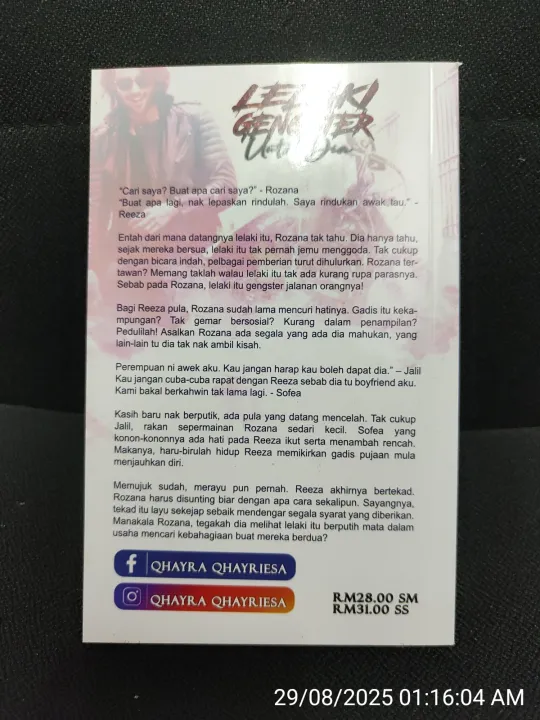 LELAKI
GENGSTER
Untuk Dia
"Cari saya? Buat apa cari saya?" - Rozana
"Buat apa lagi, nak lepaskan rindulah. Saya rindukan awak tau." -
Reeza
Entah dari mana datangnya lelaki itu, Rozana tak tahu. Dia hanya tahu,
sejak mereka bersua, lelaki itu tak pernah jemu menggoda. Tak cukup
dengan bicara indah, pelbagai pemberian turut dihulurkan. Rozana ter-
tawan? Memang taklah walau lelaki itu tak ada kurang rupa parasnya.
Sebab pada Rozana, lelaki itu gengster jalanan orangnya!
Bagi Reeza pula, Rozana sudah lama mencuri hatinya. Gadis itu keka-
mpungan? Tak gemar bersosial? Kurang dalam penampilan?
Pedulilah! Asalkan Rozana ada segala yang ada dia mahukan, yang
lain-lain tu dia tak nak ambil kisah.
Perempuan ni awek aku. Kau jangan harap kau boleh dapat dia." – Jalil
Kau jangan cuba-cuba rapat dengan Reeza sebab dia tu boyfriend aku.
Kami bakal berkahwin tak lama lagi. - Sofea
Kasih baru nak berputik, ada pula yang datang mencelah. Tak cukup
Jalil, rakan sepermainan Rozana sedari kecil. Sofea yang
konon-kononnya ada hati pada Reeza ikut serta menambah rencah.
Makanya, haru-birulah hidup Reeza memikirkan gadis pujaan mula
menjauhkan diri.
Memujuk sudah, merayu pun pernah. Reeza akhirnya bertekad.
Rozana harus disunting biar dengan apa cara sekalipun. Sayangnya,
tekad itu layu sekejap sebaik mendengar segala syarat yang diberikan.
Manakala Rozana, tegakah dia melihat lelaki itu berputih mata dalam
usaha mencari kebahagiaan buat mereka berdua?
QHAYRA QHAYRIESA
QHAYRA QHAYRIESA
RM28.00 SM
RM31.00 SS
29/08/2025 01:16:04 AM